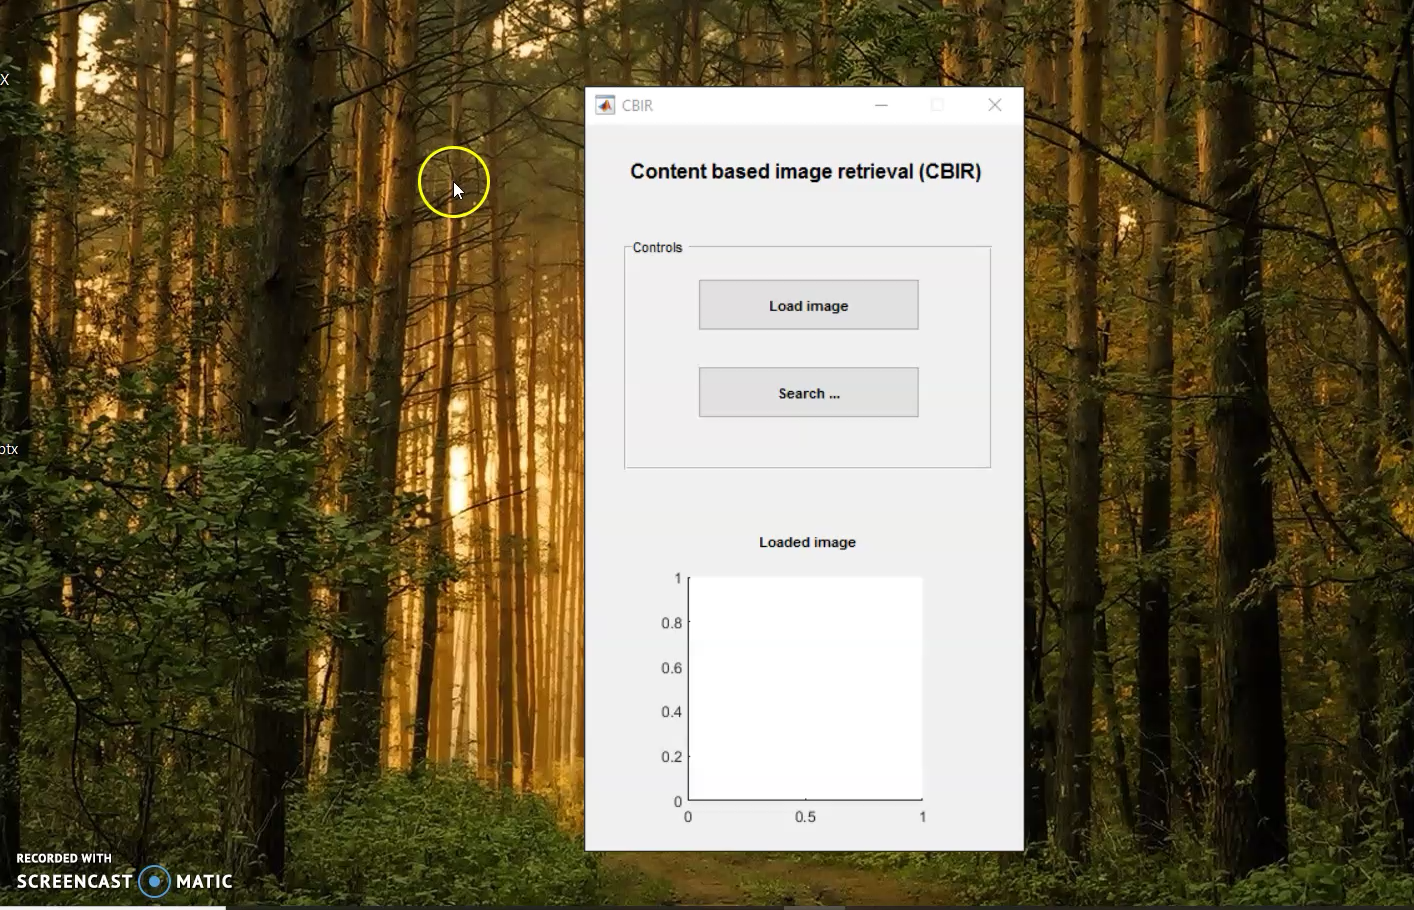 X
CBIR
Content based image retrieval (CBIR)
Controls
Load image
Search ...
Loaded image
1
0.8
0.6
0.4
0.2
0
0 0.5 1
otx
RECORDED WITH
SCREENCAST MATIC